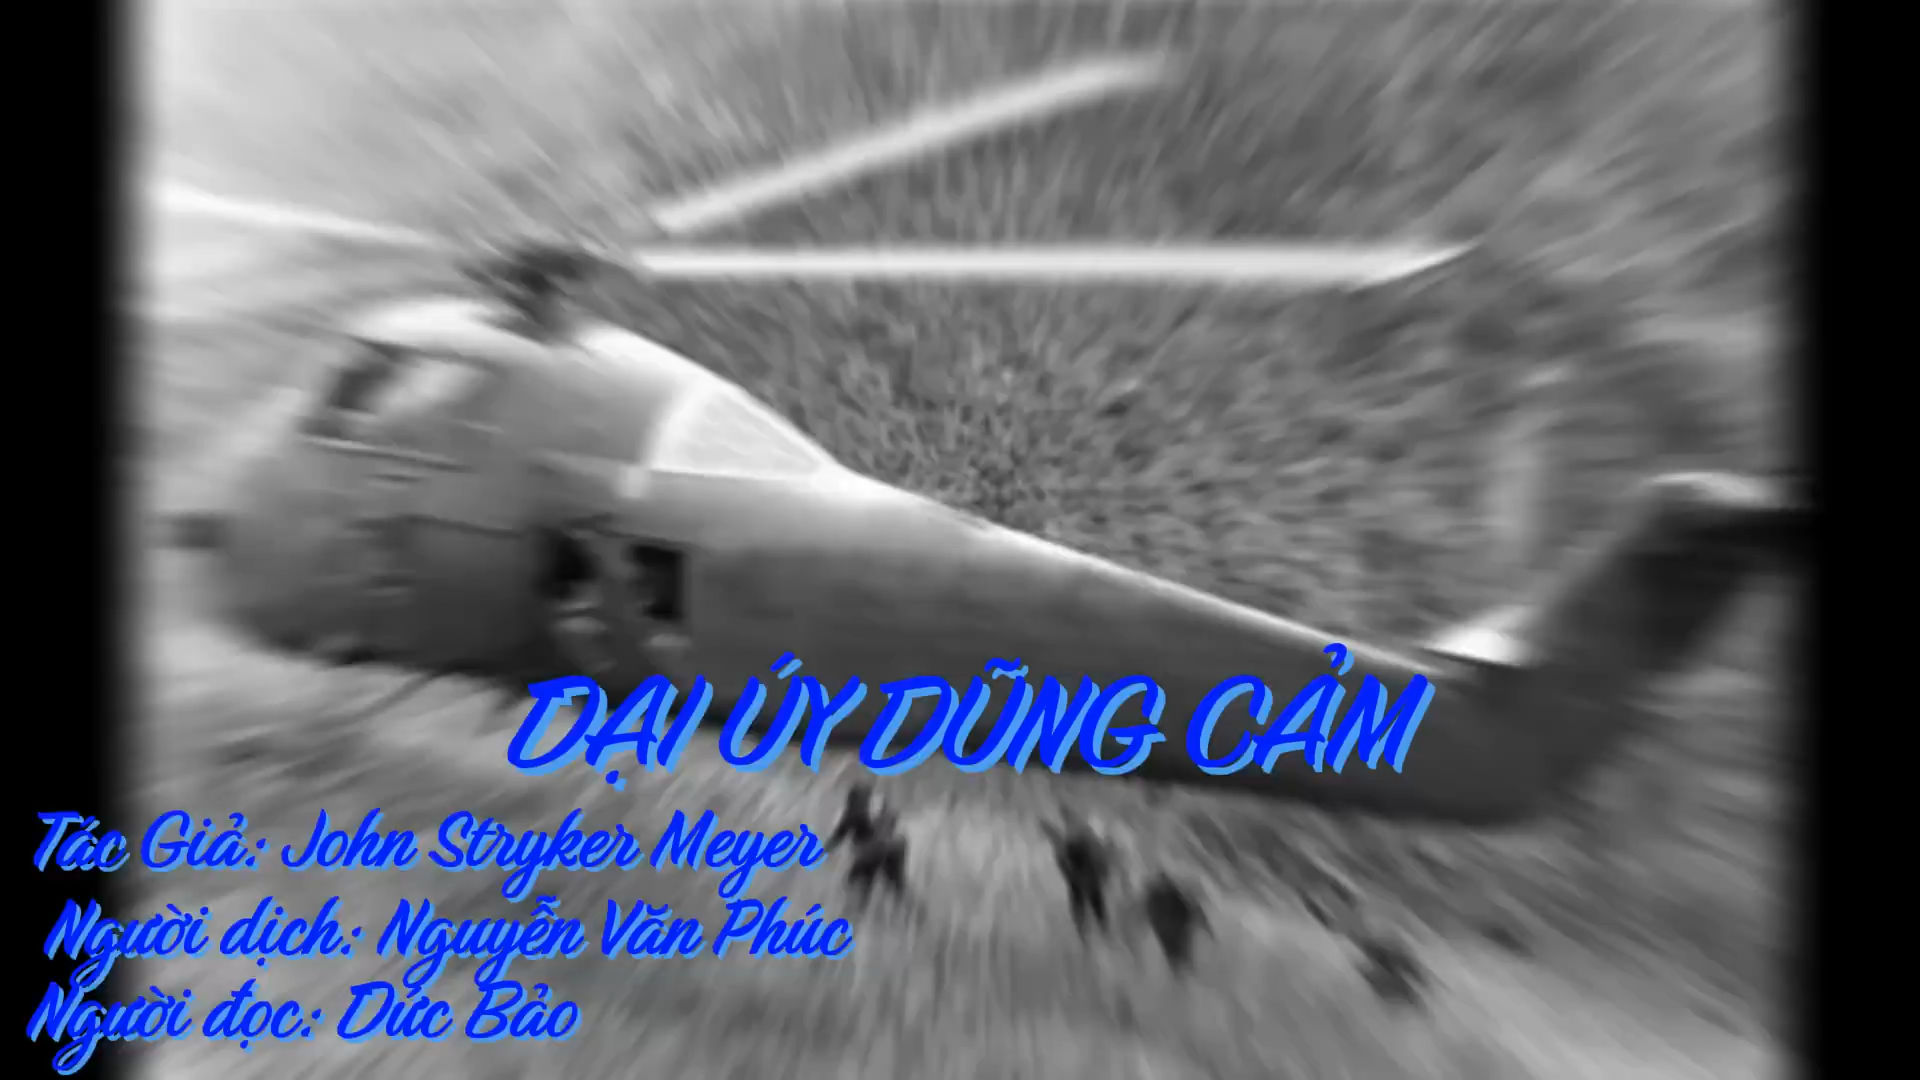 ĐẠI ÚY DŨNG CẢM
Tác Giả: John Stryker Meyer
Người dịch: Nguyễn Văn Phúc
Người đọc: Đức Bảo